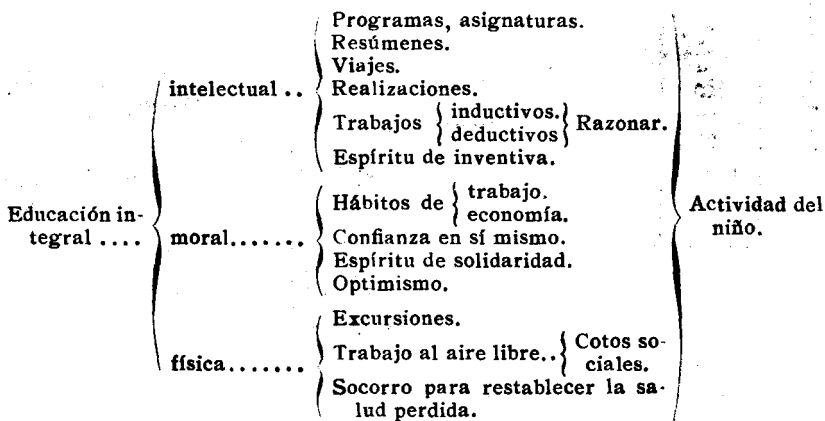 Programas, asignaturas.
Resúmenes.
Viajes.
intelectual ..
Realizaciones.
Trabajos { inductivos. } Razonar.
deductivos
Espíritu de inventiva.
Educación in-
tegral ....
Hábitos de { trabajo.
economía.
moral.......
Confianza en sí mismo.
Espíritu de solidaridad.
Optimismo.
Actividad del
niño.
Excursiones.
física.......
Trabajo al aire libre.. { Cotos so-
ciales.
Socorro para restablecer la sa-
lud perdida.